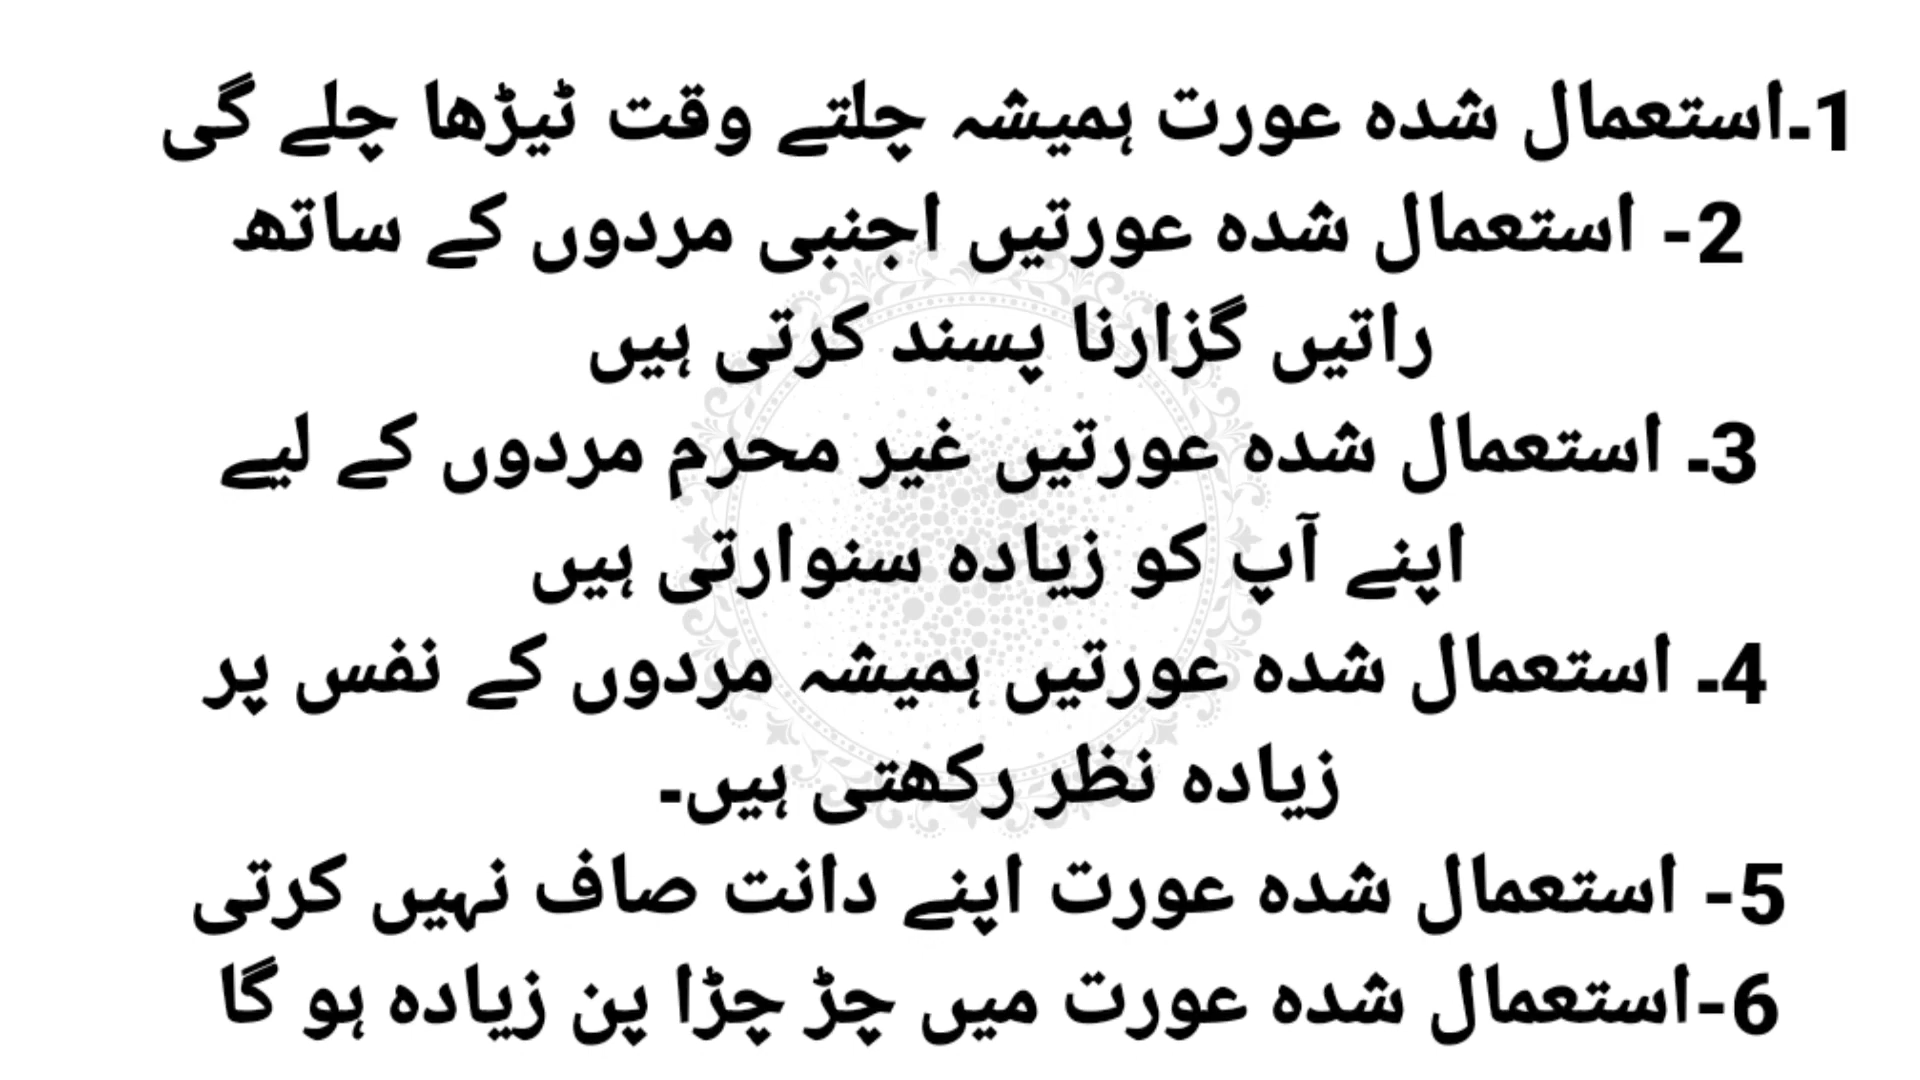 1۔استعمال شدہ عورت ہمیشہ چلتے وقت ٹیڑھا چلے گی
2- استعمال شدہ عورتیں اجنبی مردوں کے ساتھ
راتیں گزارنا پسند کرتی ہیں
3۔ استعمال شدہ عورتیں غیر محرم مردوں کے لیے
اپنے آپ کو زیادہ سنوارتی ہیں
4۔ استعمال شدہ عورتیں ہمیشہ مردوں کے نفس پر
زیادہ نظر رکھتی ہیں۔
5- استعمال شدہ عورت اپنے دانت صاف نہیں کرتی
6-استعمال شدہ عورت میں چڑ چڑا پن زیادہ ہو گا